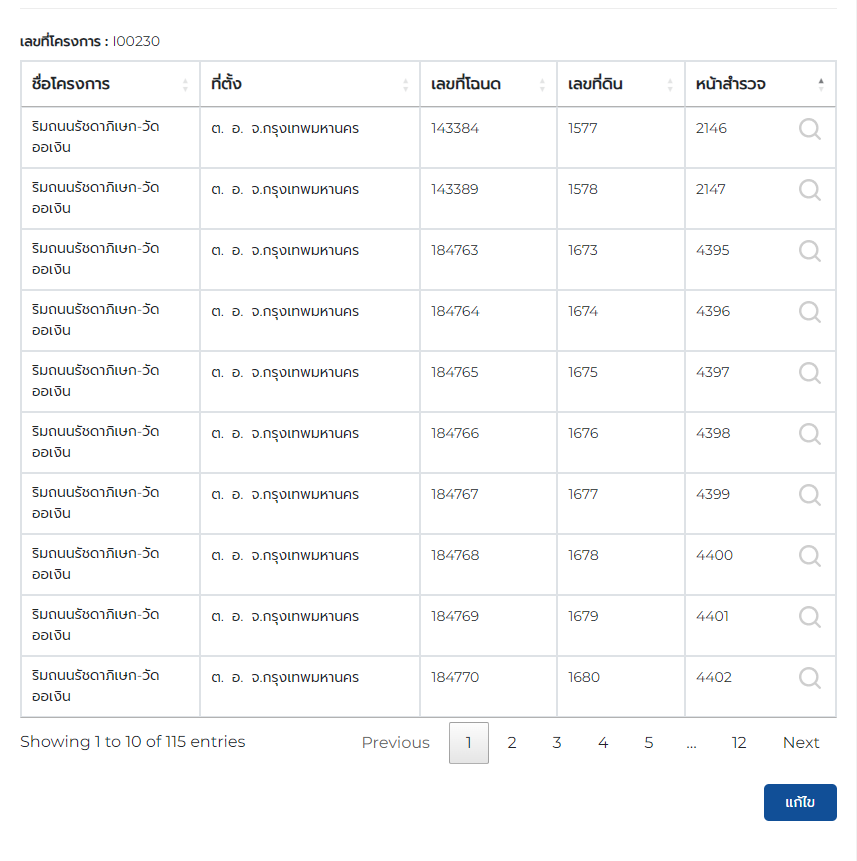 เลขที่โครงการ : I00230
ชื่อโครงการ ที่ตั้ง เลขที่โฉนด เลขที่ดิน หน้าสำรวจ
ริมถนนรัชดาภิเษก-วัด ต. อ. จ.กรุงเทพมหานคร 143384 1577 2146
ออเงิน
ริมถนนรัชดาภิเษก-วัด ต. อ. จ.กรุงเทพมหานคร 143389 1578 2147
ออเงิน
ริมถนนรัชดาภิเษก-วัด ต. อ. จ.กรุงเทพมหานคร 184763 1673 4395
ออเงิน
ริมถนนรัชดาภิเษก-วัด ต. อ. จ.กรุงเทพมหานคร 184764 1674 4396
ออเงิน
ริมถนนรัชดาภิเษก-วัด ต. อ. จ.กรุงเทพมหานคร 184765 1675 4397
ออเงิน
ริมถนนรัชดาภิเษก-วัด ต. อ. จ.กรุงเทพมหานคร 184766 1676 4398
ออเงิน
ริมถนนรัชดาภิเษก-วัด ต. อ. จ.กรุงเทพมหานคร 184767 1677 4399
ออเงิน
ริมถนนรัชดาภิเษก-วัด ต. อ. จ.กรุงเทพมหานคร 184768 1678 4400
ออเงิน
ริมถนนรัชดาภิเษก-วัด ต. อ. จ.กรุงเทพมหานคร 184769 1679 4401
ออเงิน
ริมถนนรัชดาภิเษก-วัด ต. อ. จ.กรุงเทพมหานคร 184770 1680 4402
ออเงิน
Showing 1 to 10 of 115 entries Previous 1 2 3 4 5 ... 12 Next
แก้ไข